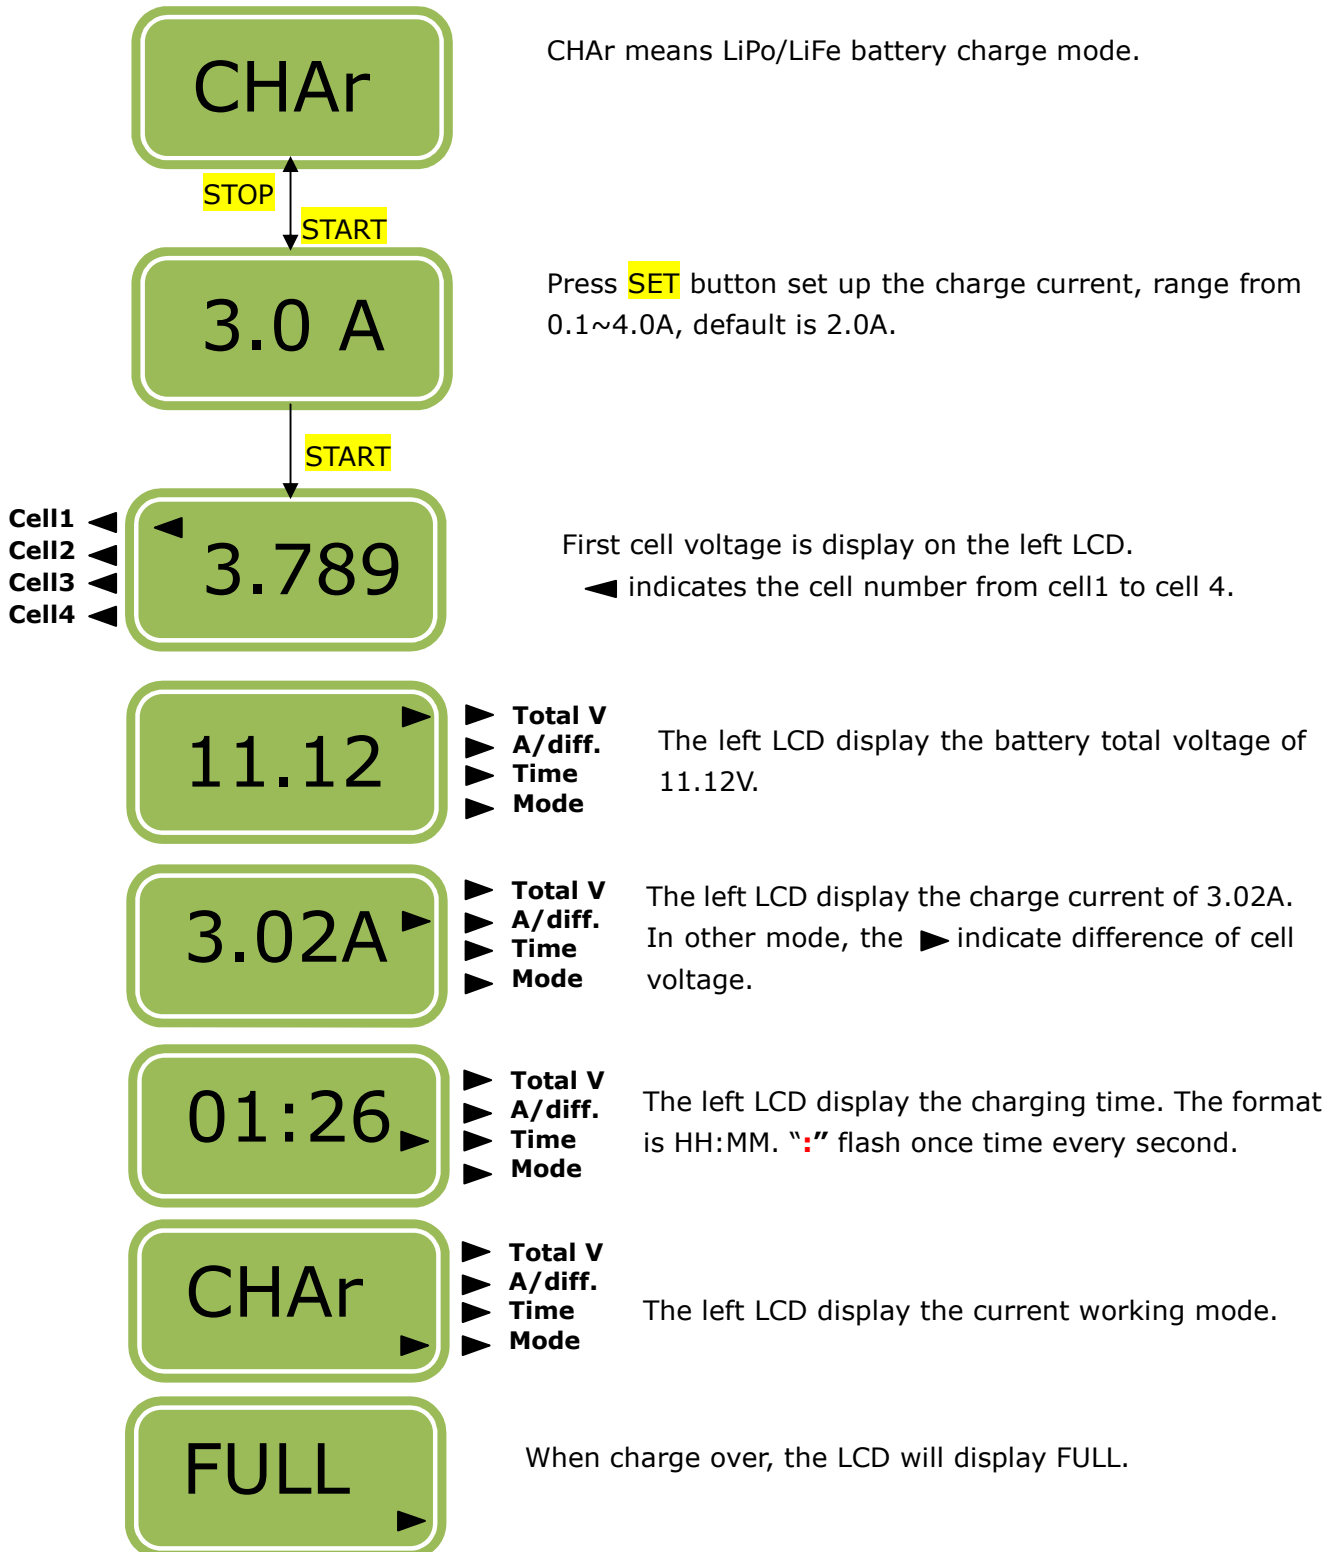 CHAr
CHAr means LiPo/LiFe battery charge mode.
STOP
START
3.0 A
Press SET button set up the charge current, range from
0.1~4.0A, default is 2.0A.
START
Cell1
Cell2
Cell3
Cell4
3.789
First cell voltage is display on the left LCD.
indicates the cell number from cell1 to cell 4.
11.12
Total V
A/diff.
Time
Mode
The left LCD display the battery total voltage of
11.12V.
3.02A
Total V
A/diff.
Time
Mode
The left LCD display the charge current of 3.02A.
In other mode, the ▶ indicate difference of cell
voltage.
01:26
Total V
A/diff.
Time
Mode
The left LCD display the charging time. The format
is HH:MM. “:” flash once time every second.
CHAr
Total V
A/diff.
Time
Mode
The left LCD display the current working mode.
FULL
When charge over, the LCD will display FULL.